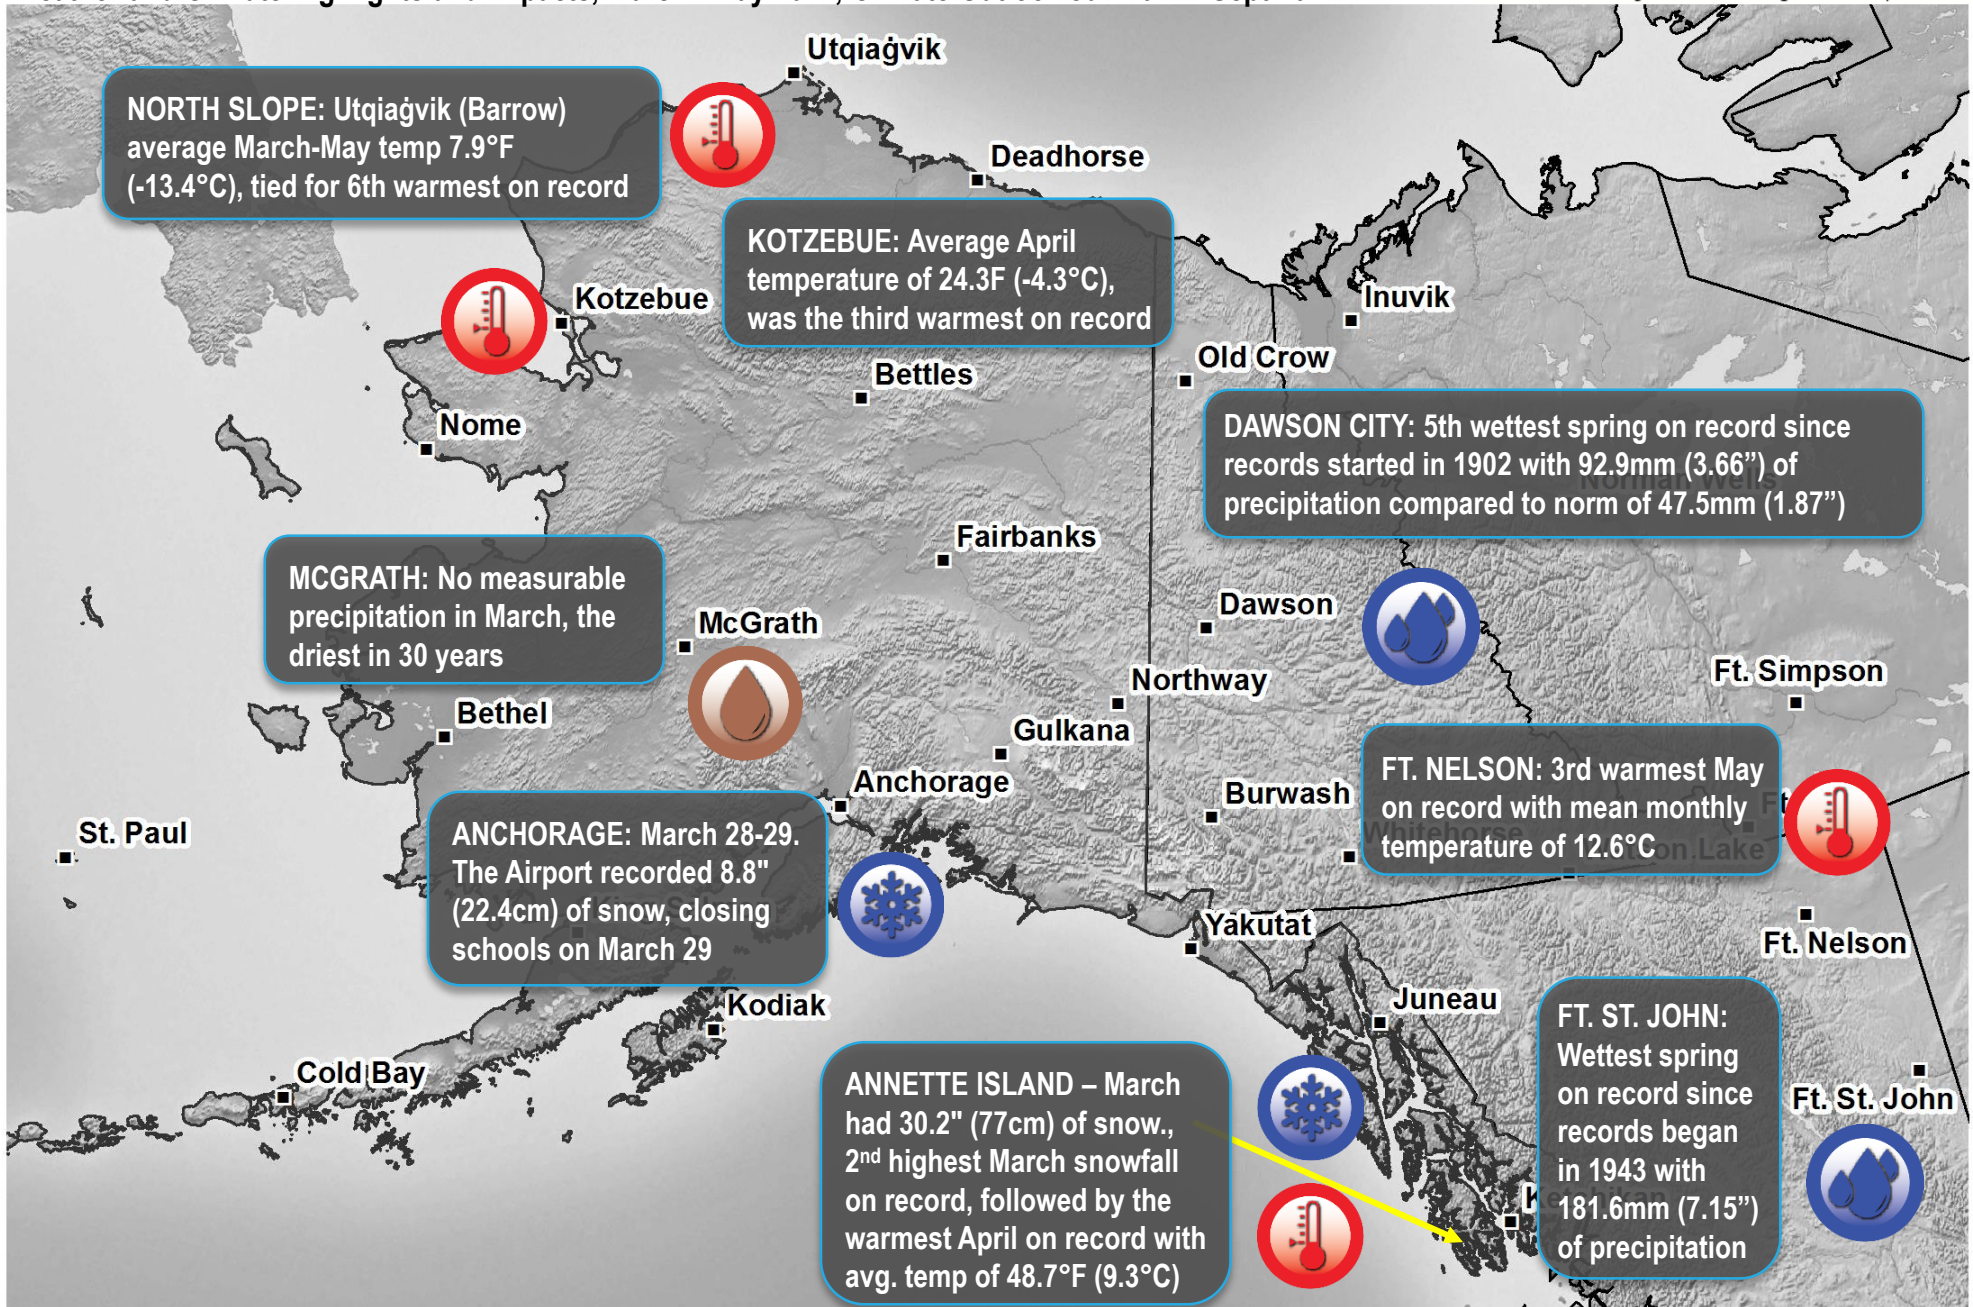 Utqiaġvik
NORTH SLOPE: Utqiaġvik (Barrow)
average March-May temp 7.9°F
(-13.4°C), tied for 6th warmest on record
Deadhorse
KOTZEBUE: Average April
temperature of 24.3F (-4.3°C),
was the third warmest on record
Kotzebue
Inuvik
Old Crow
Bettles
Nome
DAWSON CITY: 5th wettest spring on record since
records started in 1902 with 92.9mm (3.66”) of
precipitation compared to norm of 47.5mm (1.87”)
Norman Wells
Fairbanks
MCGRATH: No measurable
precipitation in March, the
driest in 30 years
McGrath
Dawson
Ft. Simpson
Northway
Bethel
Gulkana
Anchorage
Burwash
FT. NELSON: 3rd warmest May
on record with mean monthly
temperature of 12.6°C
Whitehorse
St. Paul
ANCHORAGE: March 28-29.
The Airport recorded 8.8"
(22.4cm) of snow, closing
schools on March 29
Yakutat
Ft. Nelson
Kodiak
Juneau
Cold Bay
ANNETTE ISLAND – March
had 30.2" (77cm) of snow.,
2nd highest March snowfall
on record, followed by the
warmest April on record with
avg. temp of 48.7°F (9.3°C)
FT. ST. JOHN:
Wettest spring
on record since
records began
in 1943 with
181.6mm (7.15”)
of precipitation
Ft. St. John
Ketchikan